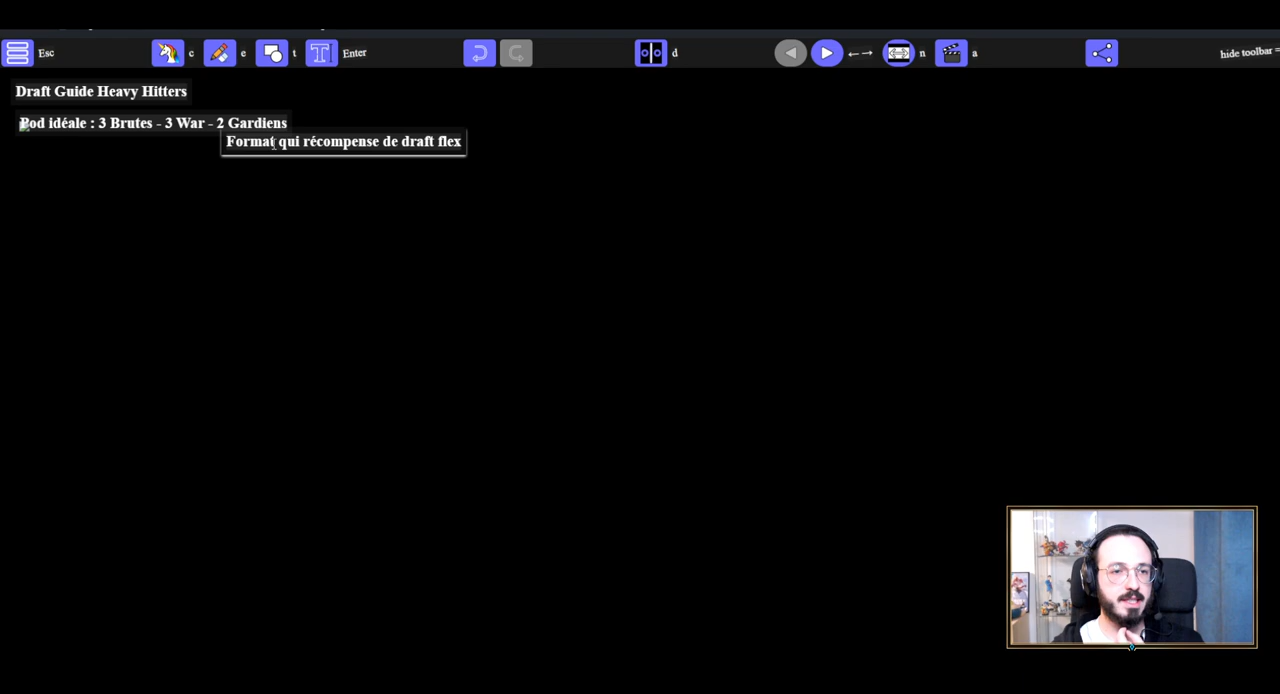 Esc c e t Enter d ←→ n a hide toolbar =
Draft Guide Heavy Hitters
Pod idéale : 3 Brutes - 3 War - 2 Gardiens
Format qui récompense de draft flex